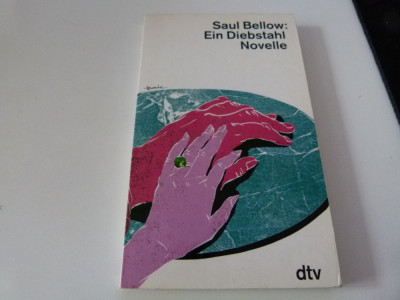 Saul Bellow:
Ein Diebstahl
Novelle
dtv